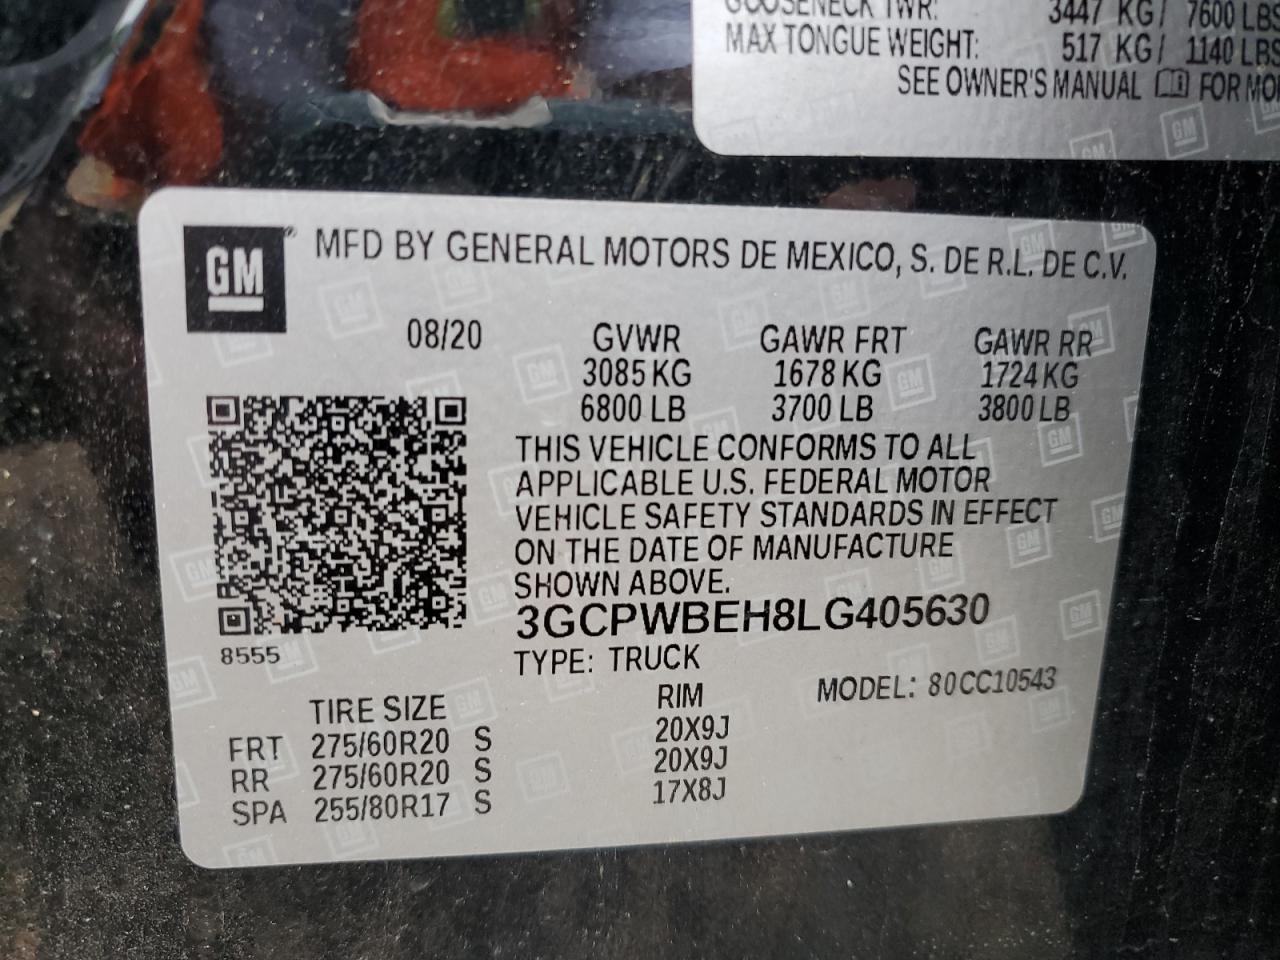 GOOSENECK TWR: 3447 KG/ 7600 LBS
MAX TONGUE WEIGHT: 517 KG/ 1140 LBS
SEE OWNER'S MANUAL FOR MO
GM
MFD BY GENERAL MOTORS DE MEXICO, S. DE R.L. DE C.V.
08/20 GVWR GAWR FRT GAWR RR
3085 KG 1678 KG 1724 KG
6800 LB 3700 LB 3800 LB
THIS VEHICLE CONFORMS TO ALL
APPLICABLE U.S. FEDERAL MOTOR
VEHICLE SAFETY STANDARDS IN EFFECT
ON THE DATE OF MANUFACTURE
SHOWN ABOVE.
3GCPWBEH8LG405630
8555
TYPE: TRUCK
MODEL: 80CC10543
TIRE SIZE RIM
FRT 275/60R20 S 20X9J
RR 275/60R20 S 20X9J
SPA 255/80R17 S 17X8J